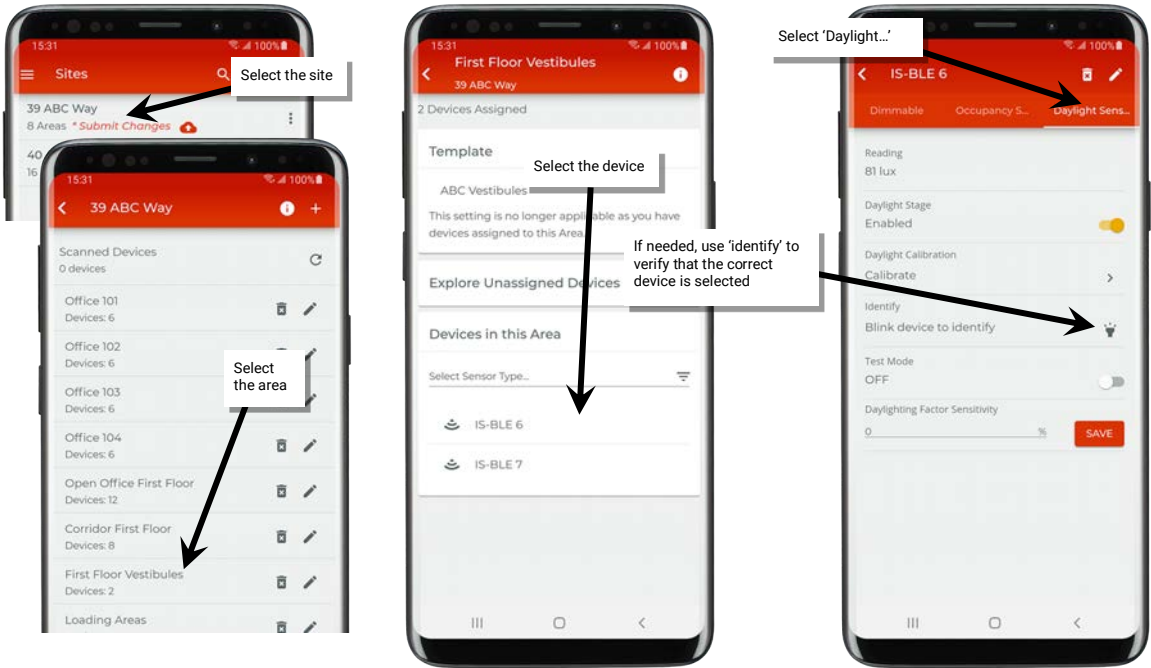 15:31
100%
Sites
Select the site
39 ABC Way
8 Areas * Submit Changes
40
16
15:31
100%
39 ABC Way
Scanned Devices
0 devices
Office 101
Devices: 6
Office 102
Devices: 6
Office 103
Devices: 6
Select
the area
Office 104
Devices: 6
Open Office First Floor
Devices: 12
Corridor First Floor
Devices: 8
First Floor Vestibules
Devices: 2
Loading Areas
15:31
100%
First Floor Vestibules
39 ABC Way
2 Devices Assigned
Template
Select the device
ABC Vestibules
This setting is no longer applicable as you have
devices assigned to this Area.
If needed, use ‘identify’ to
verify that the correct
device is selected
Explore Unassigned Devices
Devices in this Area
Select Sensor Type...
IS-BLE 6
IS-BLE 7
Select ‘Daylight...’
100%
IS-BLE 6
Dimmable
Occupancy S...
Daylight Sens...
Reading
81 lux
Daylight Stage
Enabled
Daylight Calibration
Calibrate
Identify
Blink device to identify
Test Mode
OFF
Daylighting Factor Sensitivity
0 %
SAVE